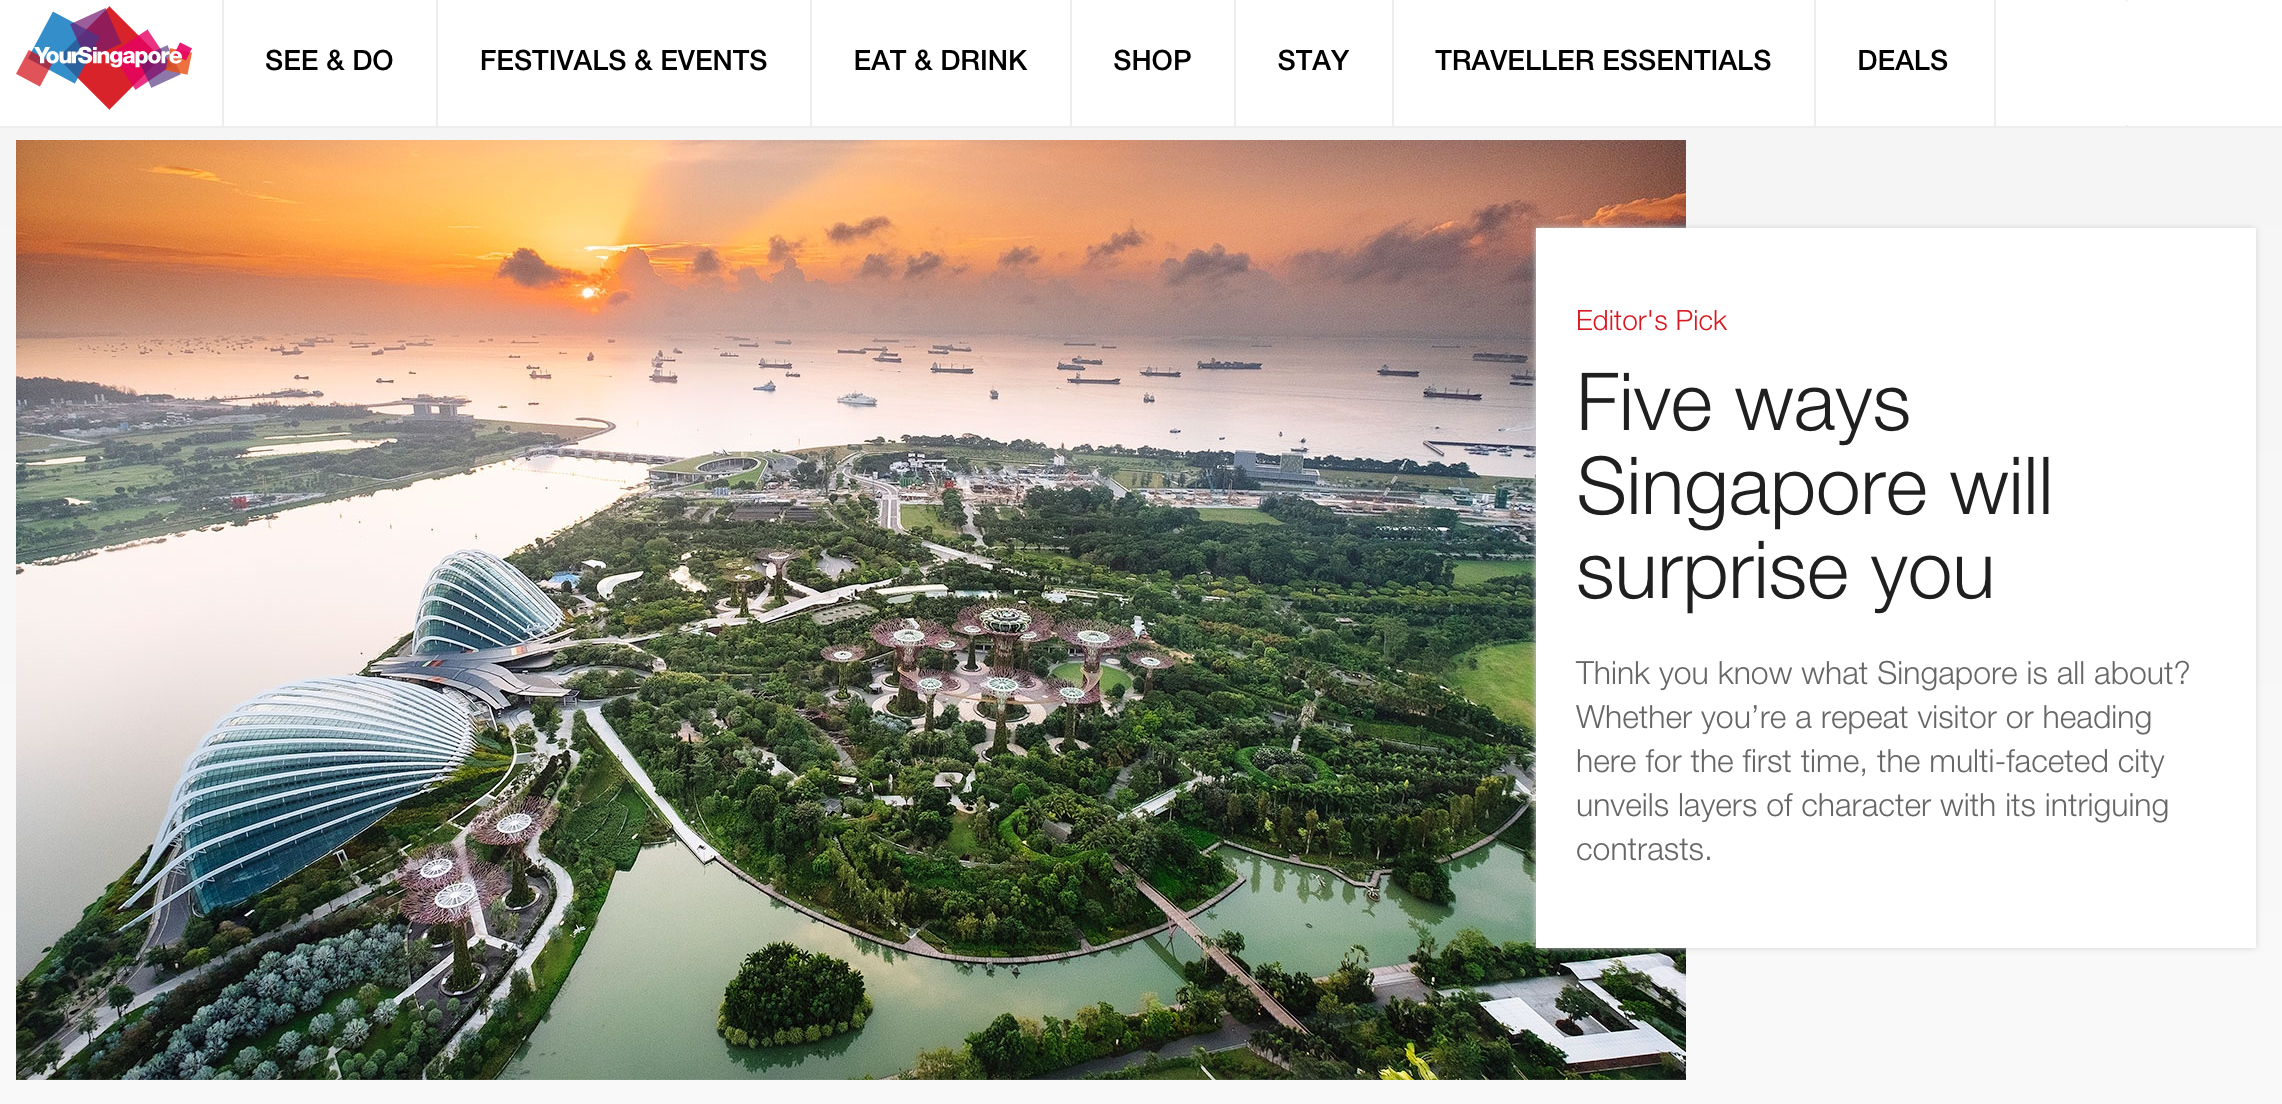 YourSingapore
SEE & DO
FESTIVALS & EVENTS
EAT & DRINK
SHOP
STAY
TRAVELLER ESSENTIALS
DEALS
Editor's Pick
Five ways
Singapore will
surprise you
Think you know what Singapore is all about?
Whether you’re a repeat visitor or heading
here for the first time, the multi-faceted city
unveils layers of character with its intriguing
contrasts.